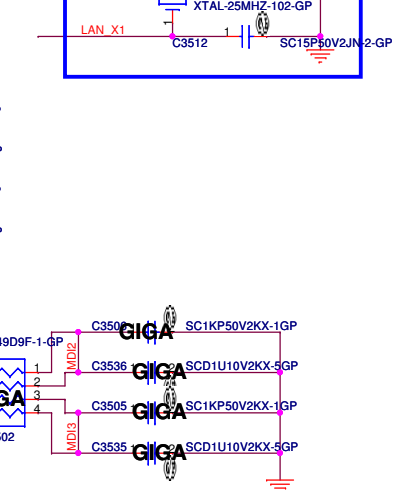 XTAL-25MHZ-102-GP
1
LAN_X1
C3512
1
SC15P50V2JN-2-GP
GIGA
SC1KP50V2KX-1GP
49D9F-1-GP
MDI2
1
C3536
GIGA
SCD1U10V2KX-5GP
2
3
GA
4
C3505
GIGA
SC1KP50V2KX-1GP
MDI3
502
C3535
GIGA
SCD1U10V2KX-5GP